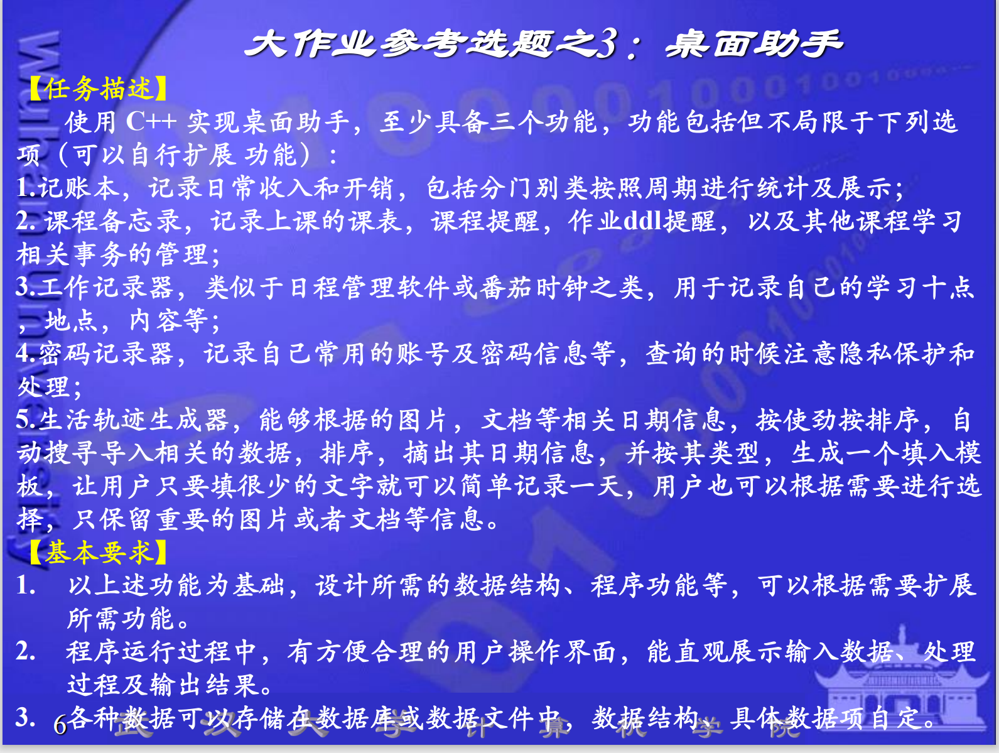 大作业参考选题之3：桌面助手
【任务描述】
使用 C++ 实现桌面助手，至少具备三个功能，功能包括但不局限于下列选
项（可以自行扩展 功能）：
1.记账本，记录日常收入和开销，包括分门别类按照周期进行统计及展示；
2. 课程备忘录，记录上课的课表，课程提醒，作业ddl提醒，以及其他课程学习
相关事务的管理；
3.工作记录器，类似于日程管理软件或番茄时钟之类，用于记录自己的学习十点
，地点，内容等；
4.密码记录器，记录自己常用的账号及密码信息等，查询的时候注意隐私保护和
处理；
5.生活轨迹生成器，能够根据的图片，文档等相关日期信息，按使劲按排序，自
动搜寻导入相关的数据，排序，摘出其日期信息，并按其类型，生成一个填入模
板，让用户只要填很少的文字就可以简单记录一天，用户也可以根据需要进行选
择，只保留重要的图片或者文档等信息。
【基本要求】
1. 以上述功能为基础，设计所需的数据结构、程序功能等，可以根据需要扩展
所需功能。
2. 程序运行过程中，有方便合理的用户操作界面，能直观展示输入数据、处理
过程及输出结果。
3. 各种数据可以存储在数据库或数据文件中，数据结构、具体数据项自定。
6
武汉大学计算机学院
Wuhan University